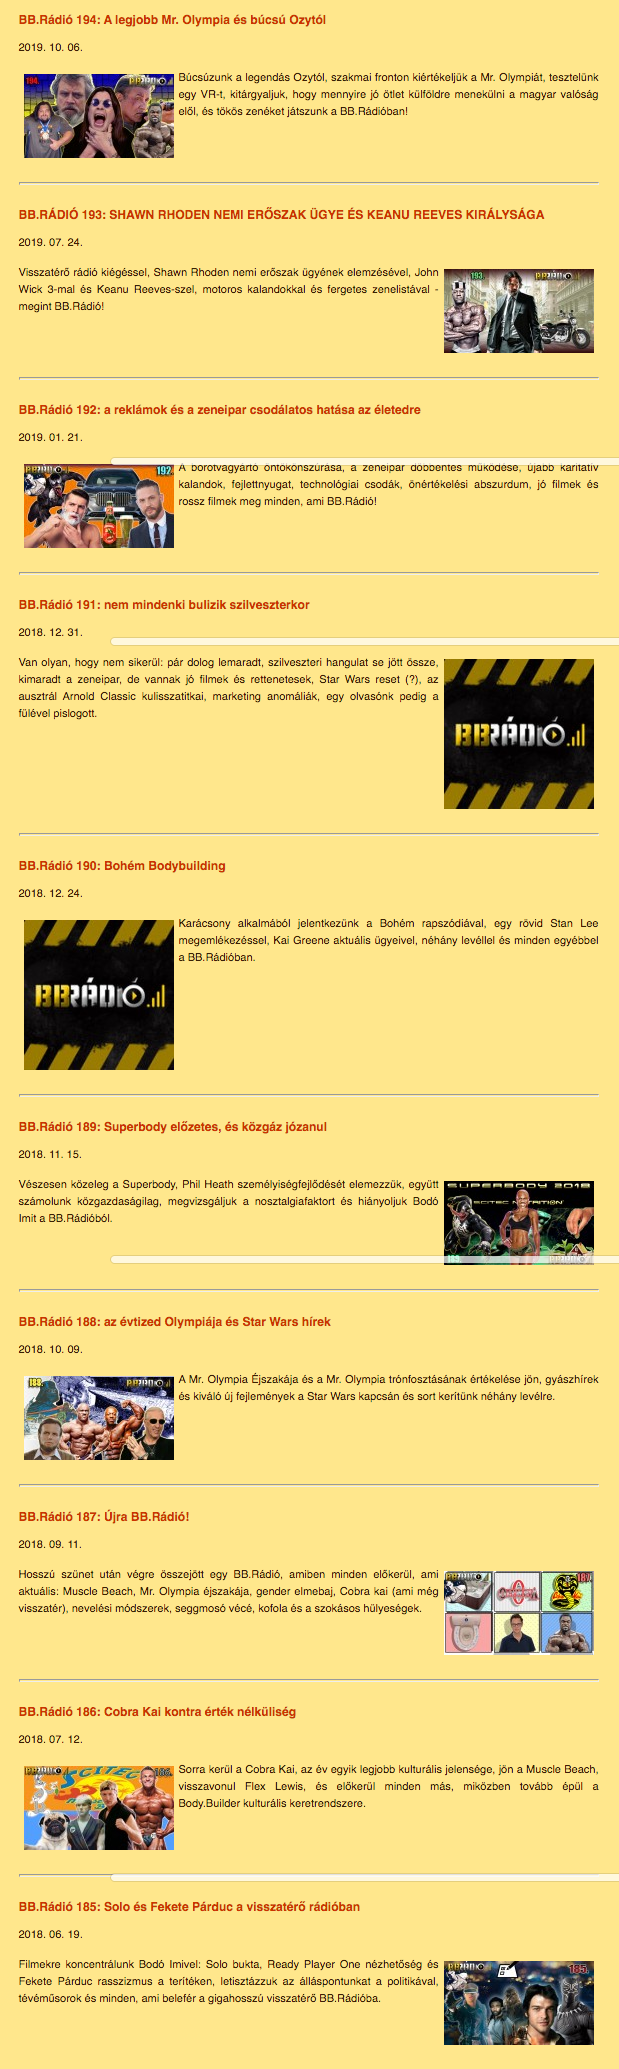 BB.Rádió 194: A legjobb Mr. Olympia és búcsú Ozytól
2019. 10. 06.
194.
Búcsúzunk a legendás Ozytól, szakmai fronton kiértékeljük a Mr. Olympiát, tesztelünk
egy VR-t, kitárgyaljuk, hogy mennyire jó ötlet külföldre menekülni a magyar valóság
elől, és tökös zenéket játszunk a BB.Rádióban!
BB.RÁDIÓ 193: SHAWN RHODEN NEMI ERŐSZAK ÜGYE ÉS KEANU REEVES KIRÁLYSÁGA
2019. 07. 24.
Visszatérő rádió kiégéssel, Shawn Rhoden nemi erőszak ügyének elemzésével, John
Wick 3-mal és Keanu Reeves-szel, motoros kalandokkal és fergetes zenelistával -
megint BB.Rádió!
193.
BB.Rádió 192: a reklámok és a zeneipar csodálatos hatása az életedre
2019. 01. 21.
192.
A borotvagyártó öntökönszúrása, a zeneipar döbbentes működése, újabb karitatív
kalandok, fejlettnyugat, technológiai csodák, önértékelési abszurdum, jó filmek és
rossz filmek meg minden, ami BB.Rádió!
BB.Rádió 191: nem mindenki bulizik szilveszterkor
2018. 12. 31.
Van olyan, hogy nem sikerül: pár dolog lemaradt, szilveszteri hangulat se jött össze,
kimaradt a zeneipar, de vannak jó filmek és rettenetesek, Star Wars reset (?), az
ausztrál Arnold Classic kulisszatitkai, marketing anomáliák, egy olvasónk pedig a
fülével pislogott.
BBRÁDIÓ
BB.Rádió 190: Bohém Bodybuilding
2018. 12. 24.
BBRÁDIÓ
Karácsony alkalmából jelentkezünk a Bohém rapszódiával, egy rövid Stan Lee
megemlékezéssel, Kai Greene aktuális ügyeivel, néhány levéllel és minden egyébbel
a BB.Rádióban.
BB.Rádió 189: Superbody előzetes, és közgáz józanul
2018. 11. 15.
Vészesen közeleg a Superbody, Phil Heath személyiségfejlődését elemezzük, együtt
számolunk közgazdaságilag, megvizsgáljuk a nosztalgiafaktort és hiányoljuk Bodó
Imit a BB.Rádióból.
SUPERBODY 2018
SCITEC NUTRITION
BB.Rádió 188: az évtized Olympiája és Star Wars hírek
2018. 10. 09.
188.
A Mr. Olympia Éjszakája és a Mr. Olympia trónfosztásának értékelése jön, gyászhírek
és kiváló új fejlemények a Star Wars kapcsán és sort kerítünk néhány levélre.
BB.Rádió 187: Újra BB.Rádió!
2018. 09. 11.
Hosszú szünet után végre összejött egy BB.Rádió, amiben minden előkerül, ami
aktuális: Muscle Beach, Mr. Olympia éjszakája, gender elmebaj, Cobra kai (ami még
visszatér), nevelési módszerek, seggmosó vécé, kofola és a szokásos hülyeségek.
187.
BB.Rádió 186: Cobra Kai kontra érték nélküliség
2018. 07. 12.
SCITEC
186.
Sorra kerül a Cobra Kai, az év egyik legjobb kulturális jelensége, jön a Muscle Beach,
visszavonul Flex Lewis, és előkerül minden más, miközben tovább épül a
Body.Builder kulturális keretrendszere.
BB.Rádió 185: Solo és Fekete Párduc a visszatérő rádióban
2018. 06. 19.
Filmekre koncentrálunk Bodó Imivel: Solo bukta, Ready Player One nézhetőség és
Fekete Párduc rasszizmus a terítéken, letisztázzuk az álláspontunkat a politikával,
tévéműsorok és minden, ami belefér a gigahosszú visszatérő BB.Rádióba.
185.